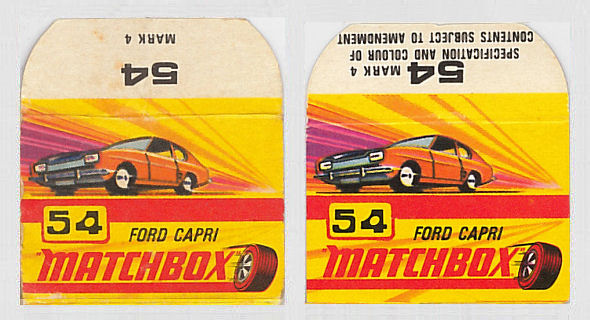 MARK 4
54
54
FORD CAPRI
"MATCHBOX"
SPECIFICATION AND COLOUR OF
CONTENTS SUBJECT TO AMENDMENT
54 MARK 4
54
FORD CAPRI
"MATCHBOX"